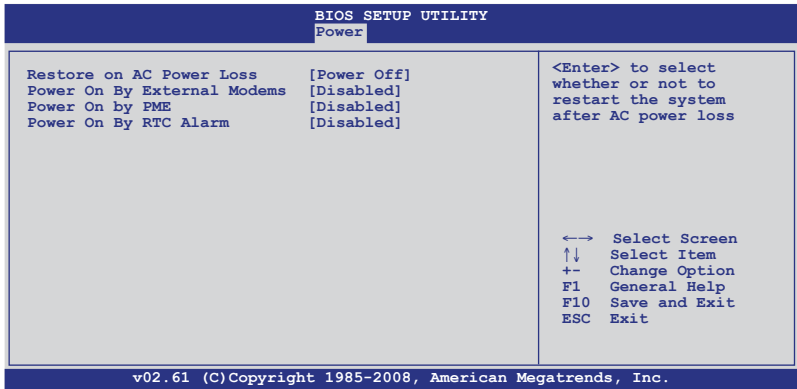 BIOS SETUP UTILITY
Power
Restore on AC Power Loss [Power Off]
Power On By External Modems [Disabled]
Power On by PME [Disabled]
Power On By RTC Alarm [Disabled]
<Enter> to select
whether or not to
restart the system
after AC power loss
←→ Select Screen
↑↓ Select Item
+- Change Option
F1 General Help
F10 Save and Exit
ESC Exit
v02.61 (C)Copyright 1985-2008, American Megatrends, Inc.